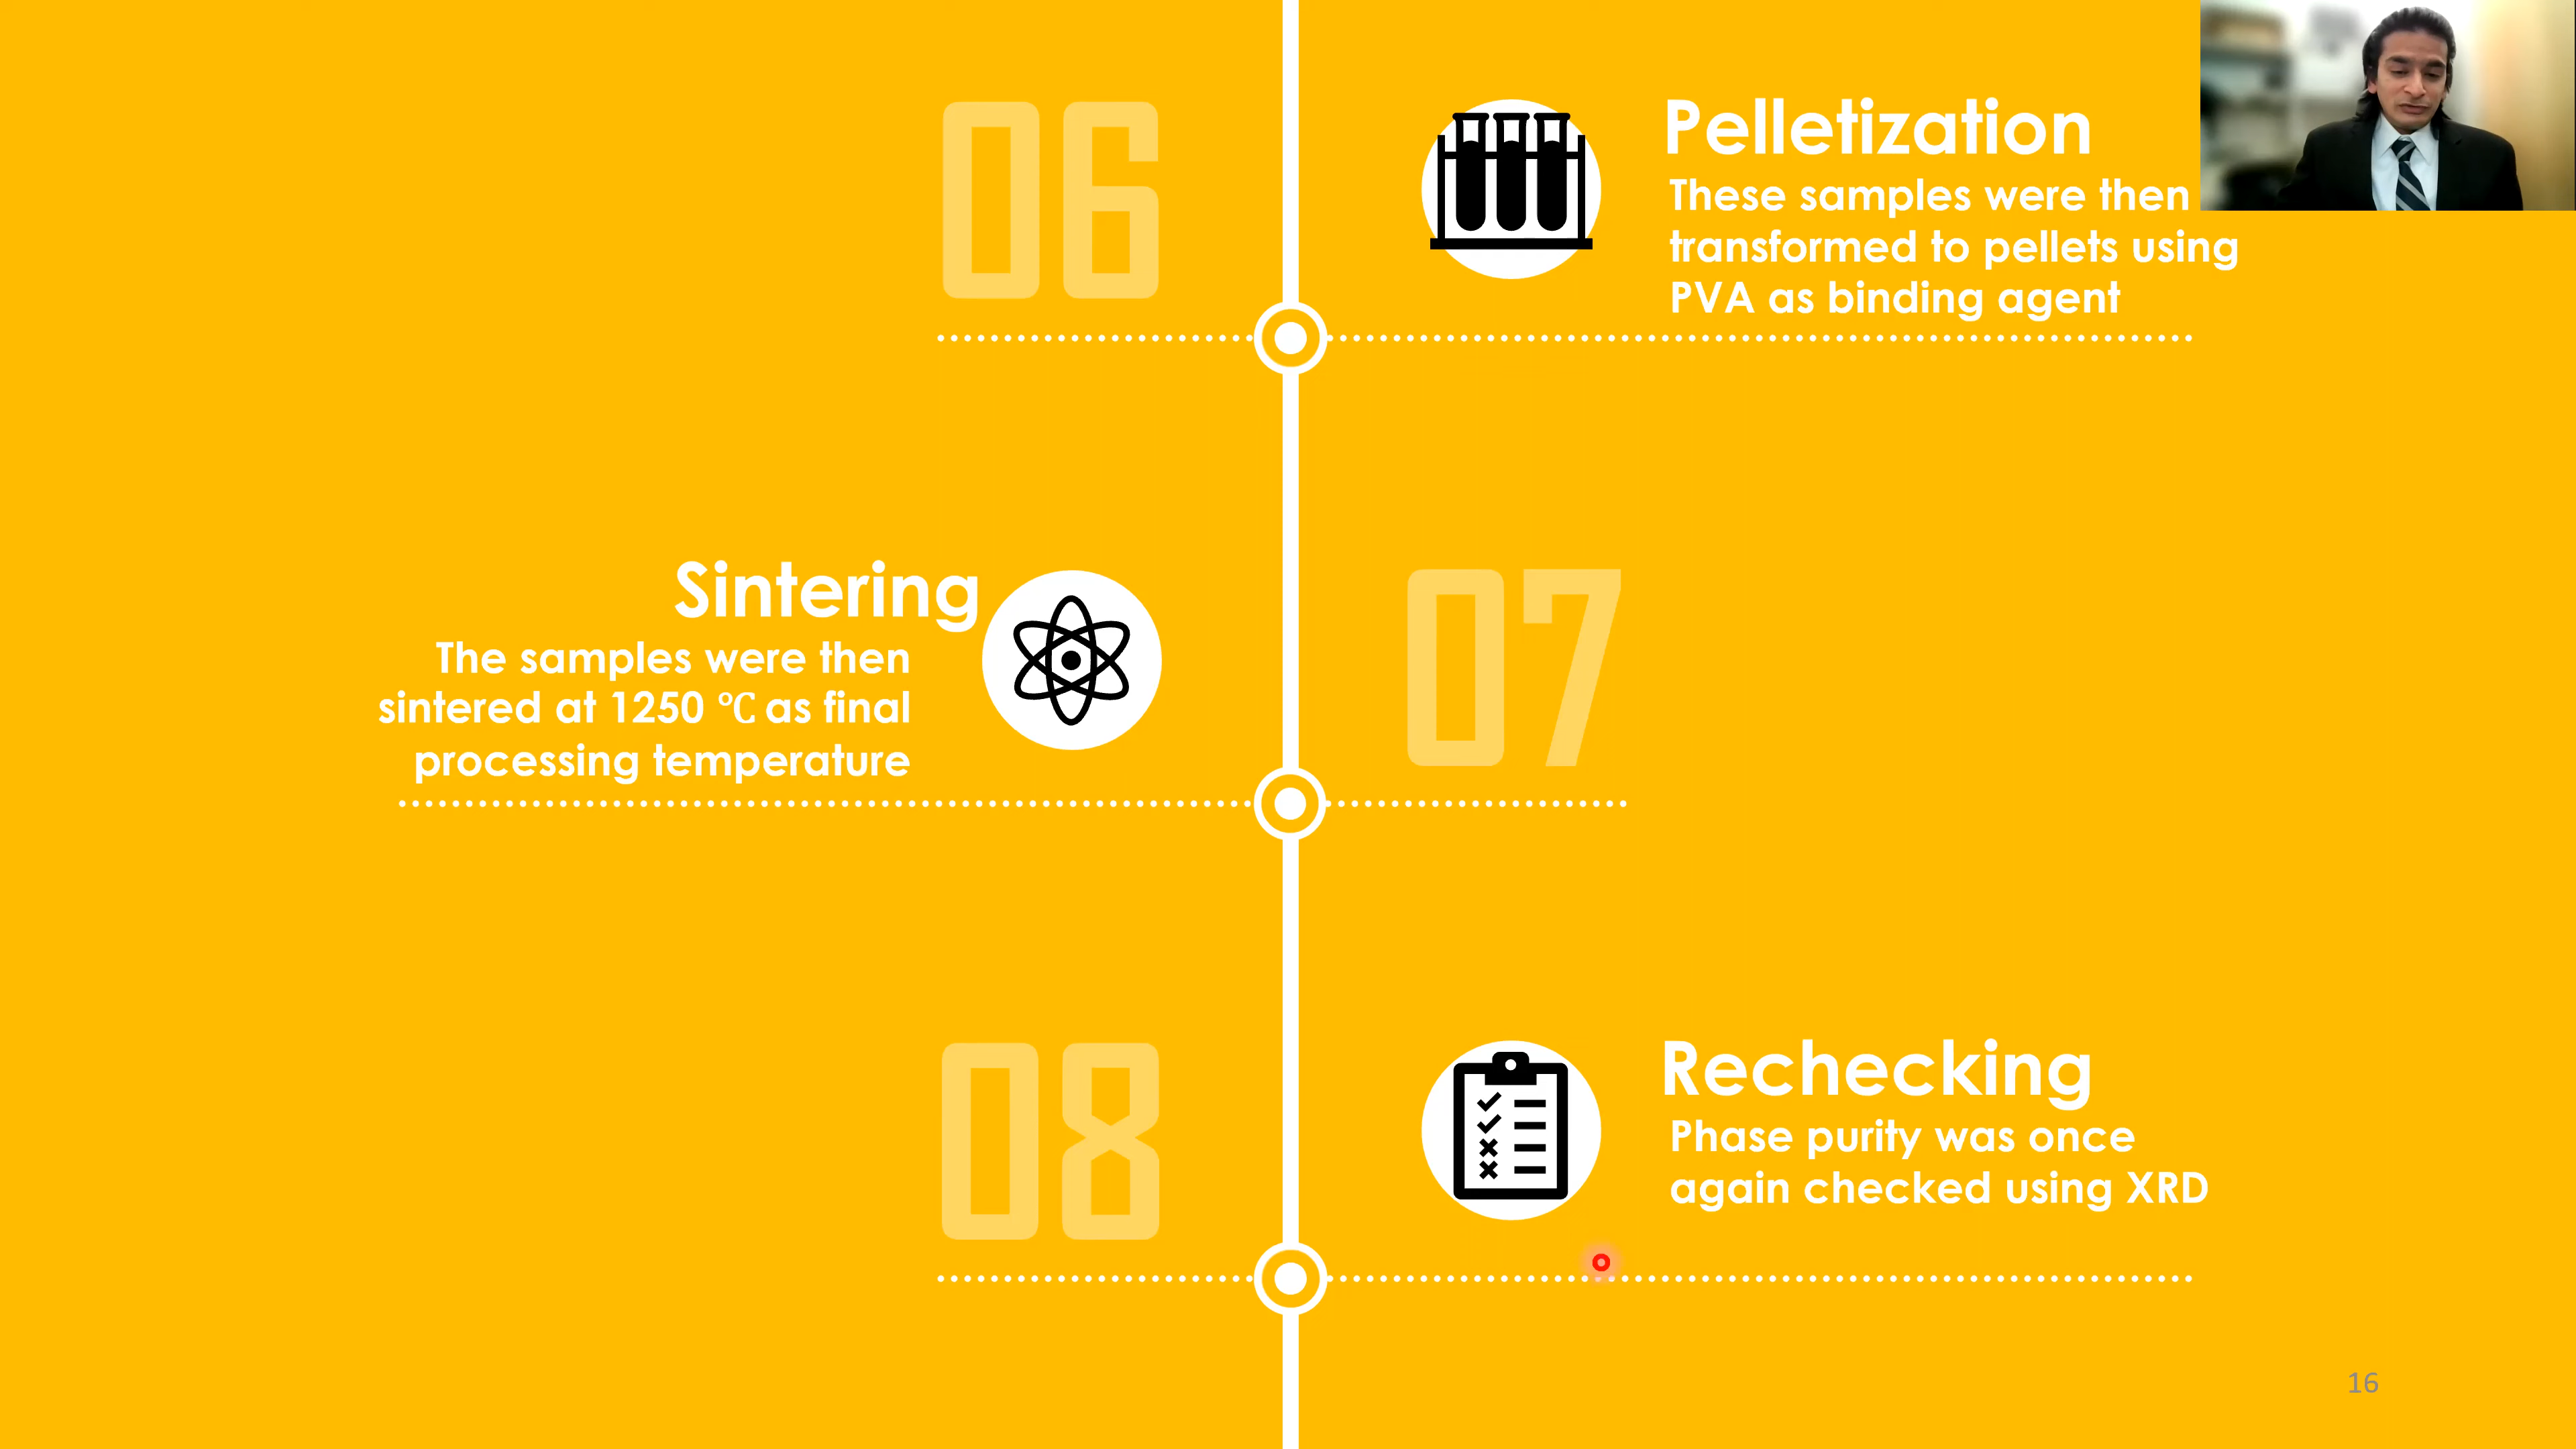 06
Pelletization
These samples were then
transformed to pellets using
PVA as binding agent
Sintering
The samples were then
sintered at 1250 ℃ as final
processing temperature
07
08
Rechecking
Phase purity was once
again checked using XRD
16